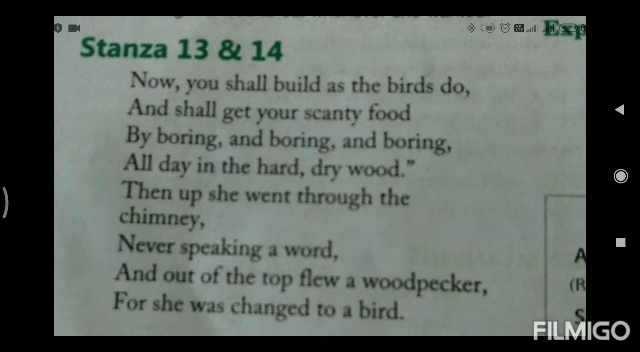 Exp
Stanza 13 & 14
Now, you shall build as the birds do,
And shall get your scanty food
By boring, and boring, and boring,
All day in the hard, dry wood."
Then up she went through the
chimney,
Never speaking a word,
And out of the top flew a woodpecker,
For she was changed to a bird.
A
(R
S
FILMIGO